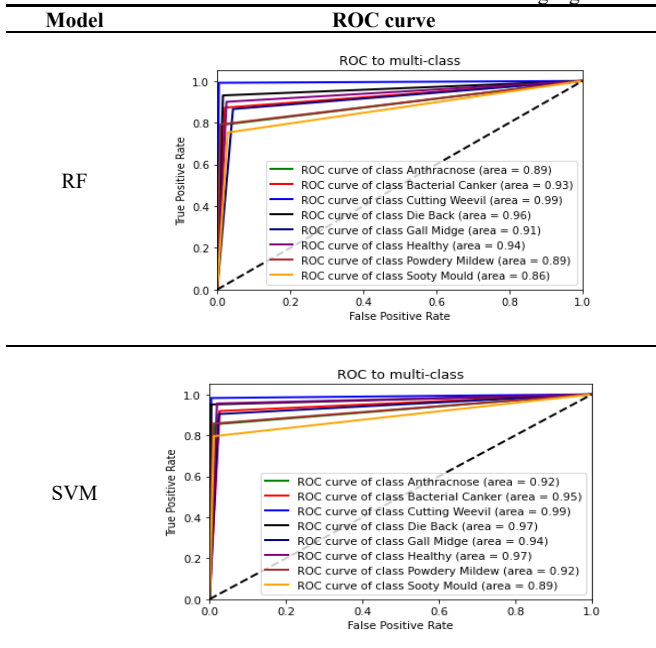 Model ROC curve
RF
ROC to multi-class
True Positive Rate
1.0
0.8
0.6
0.4
0.2
0.0
ROC curve of class Anthracnose (area = 0.89)
ROC curve of class Bacterial Canker (area = 0.93)
ROC curve of class Cutting Weevil (area = 0.99)
ROC curve of class Die Back (area = 0.96)
ROC curve of class Gall Midge (area = 0.91)
ROC curve of class Healthy (area = 0.94)
ROC curve of class Powdery Mildew (area = 0.89)
ROC curve of class Sooty Mould (area = 0.86)
0.0 0.2 0.4 0.6 0.8 1.0
False Positive Rate
SVM
ROC to multi-class
True Positive Rate
1.0
0.8
0.6
0.4
0.2
0.0
ROC curve of class Anthracnose (area = 0.92)
ROC curve of class Bacterial Canker (area = 0.95)
ROC curve of class Cutting Weevil (area = 0.99)
ROC curve of class Die Back (area = 0.97)
ROC curve of class Gall Midge (area = 0.94)
ROC curve of class Healthy (area = 0.97)
ROC curve of class Powdery Mildew (area = 0.92)
ROC curve of class Sooty Mould (area = 0.89)
0.0 0.2 0.4 0.6 0.8 1.0
False Positive Rate